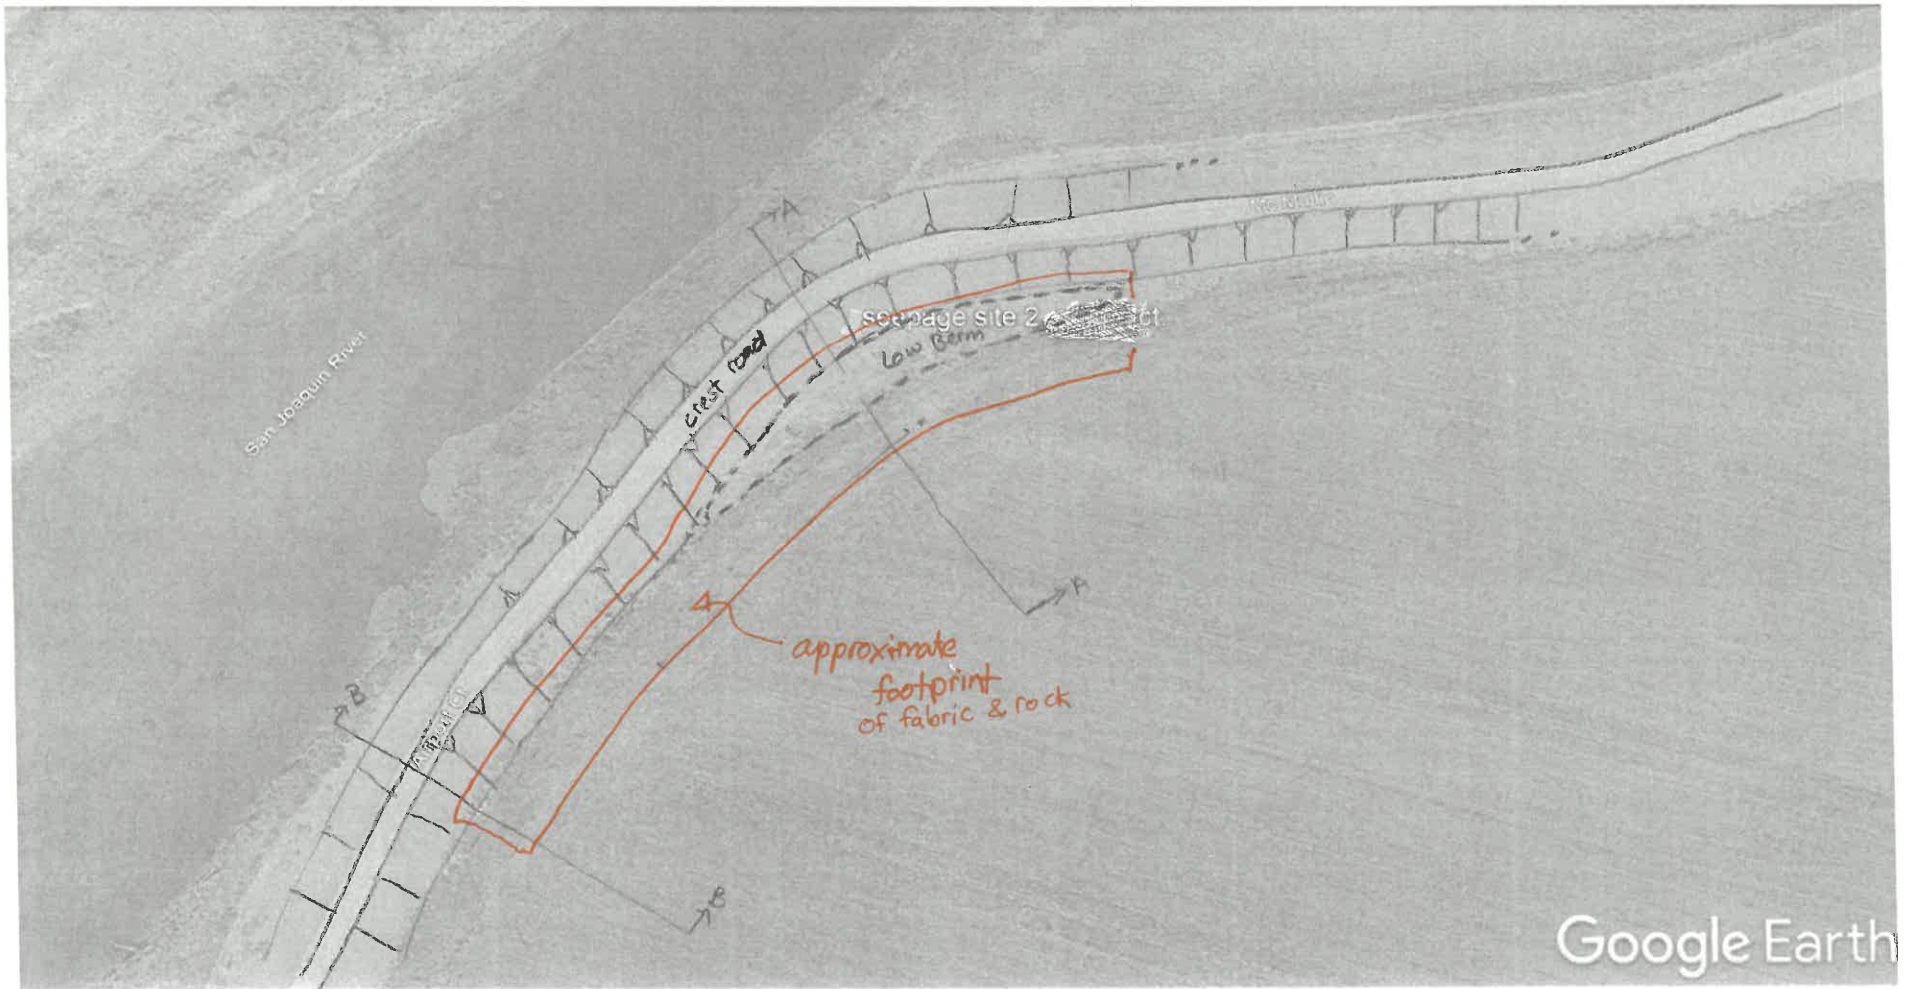 A
seepage site 2
Low Berm
crest road
San Joaquin River
A
approximate
footprint
of fabric & rock
B
B
Google Earth